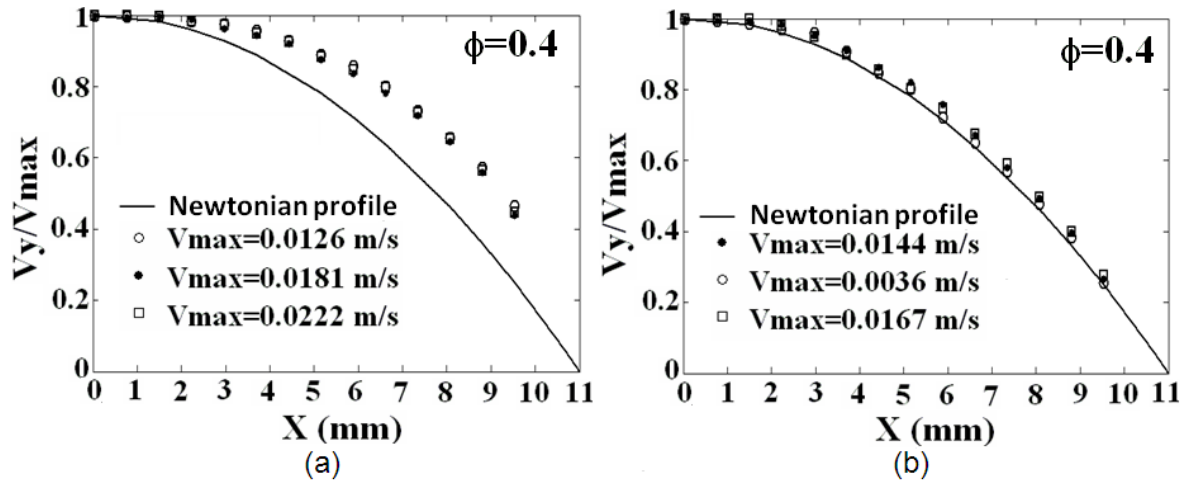 1
0.8
0.6
0.4
0.2
0
Vy/Vmax
ϕ=0.4
Newtonian profile
Vmax=0.0126 m/s
Vmax=0.0181 m/s
Vmax=0.0222 m/s
0 1 2 3 4 5 6 7 8 9 10 11
X (mm)
(a)
1
0.8
0.6
0.4
0.2
0
Vy/Vmax
ϕ=0.4
Newtonian profile
Vmax=0.0144 m/s
Vmax=0.0036 m/s
Vmax=0.0167 m/s
0 1 2 3 4 5 6 7 8 9 10 11
X (mm)
(b)